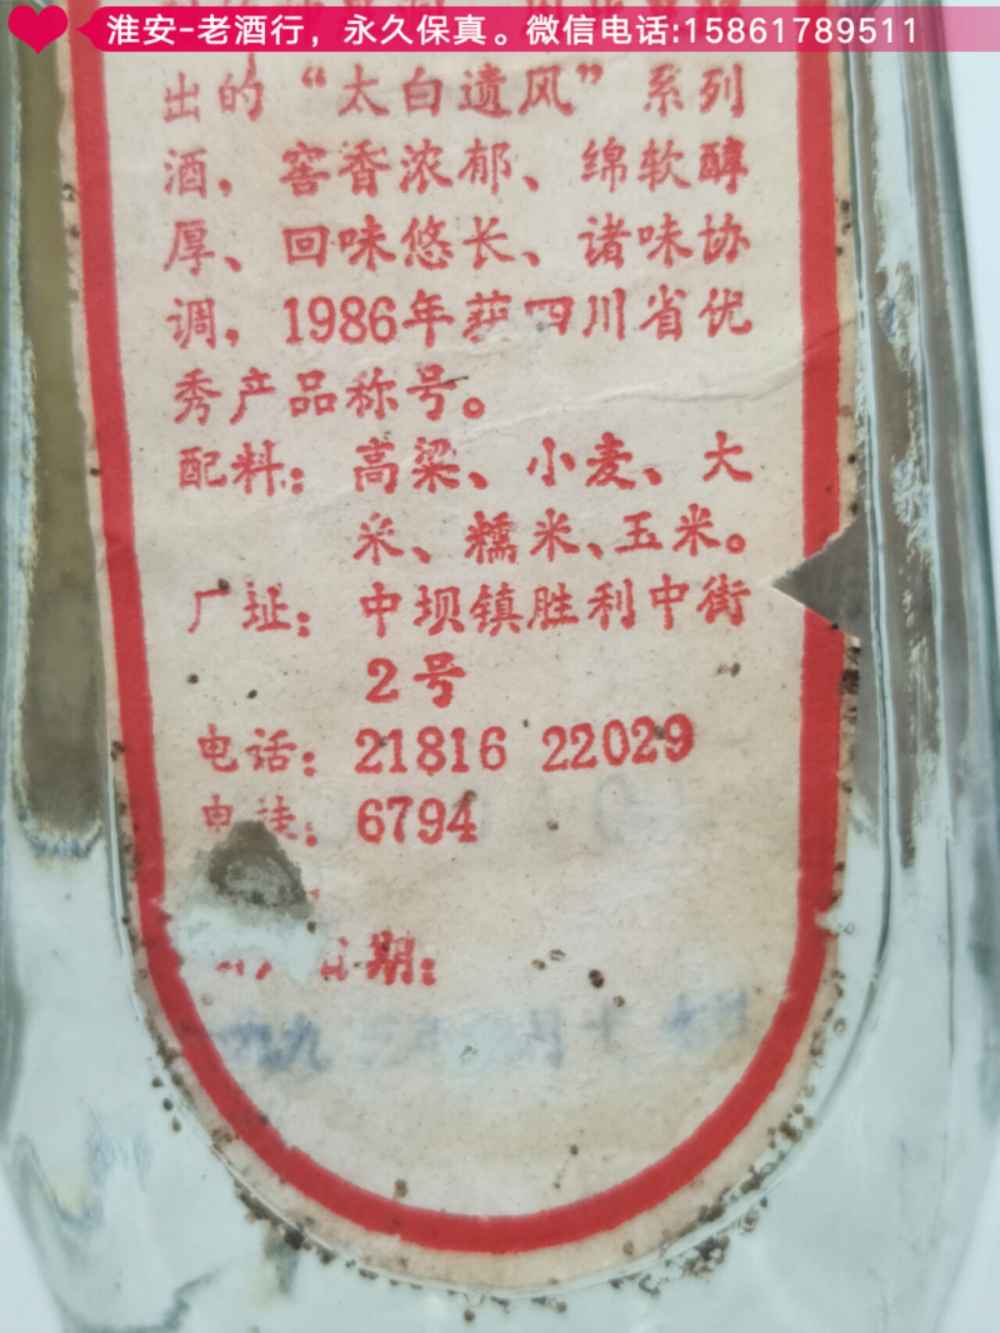 淮安-老酒行，永久保真。微信电话:15861789511
出的“太白遗风”系列
酒，窖香浓郁、绵软醇
厚、回味悠长、诸味协
调，1986年获四川省优
秀产品称号。
配料：高粱、小麦、大
米、糯米、玉米。
厂址：中坝镇胜利中街
2号
电话：21816 22029
电挂：6794
日期：